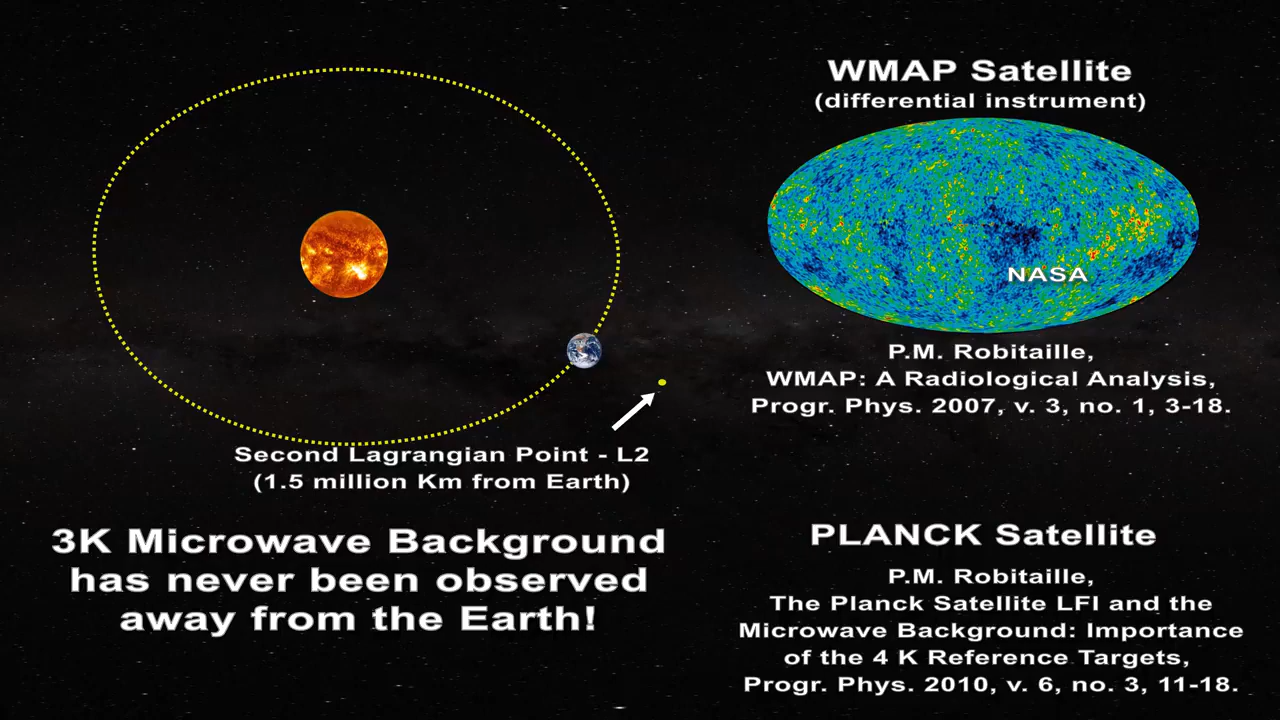 WMAP Satellite
(differential instrument)
NASA
P.M. Robitaille,
WMAP: A Radiological Analysis,
Progr. Phys. 2007, v. 3, no. 1, 3-18.
Second Lagrangian Point - L2
(1.5 million Km from Earth)
3K Microwave Background
has never been observed
away from the Earth!
PLANCK Satellite
P.M. Robitaille,
The Planck Satellite LFI and the
Microwave Background: Importance
of the 4 K Reference Targets,
Progr. Phys. 2010, v. 6, no. 3, 11-18.